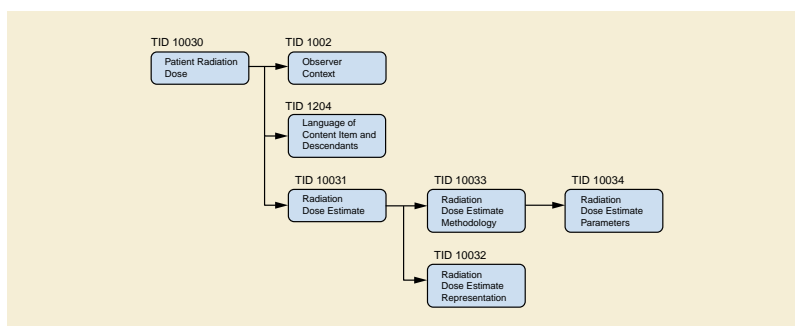 TID 10030
Patient Radiation
Dose
TID 1002
Observer
Context
TID 1204
Language of
Content Item and
Descendants
TID 10031
Radiation
Dose Estimate
TID 10033
Radiation
Dose Estimate
Methodology
TID 10034
Radiation
Dose Estimate
Parameters
TID 10032
Radiation
Dose Estimate
Representation